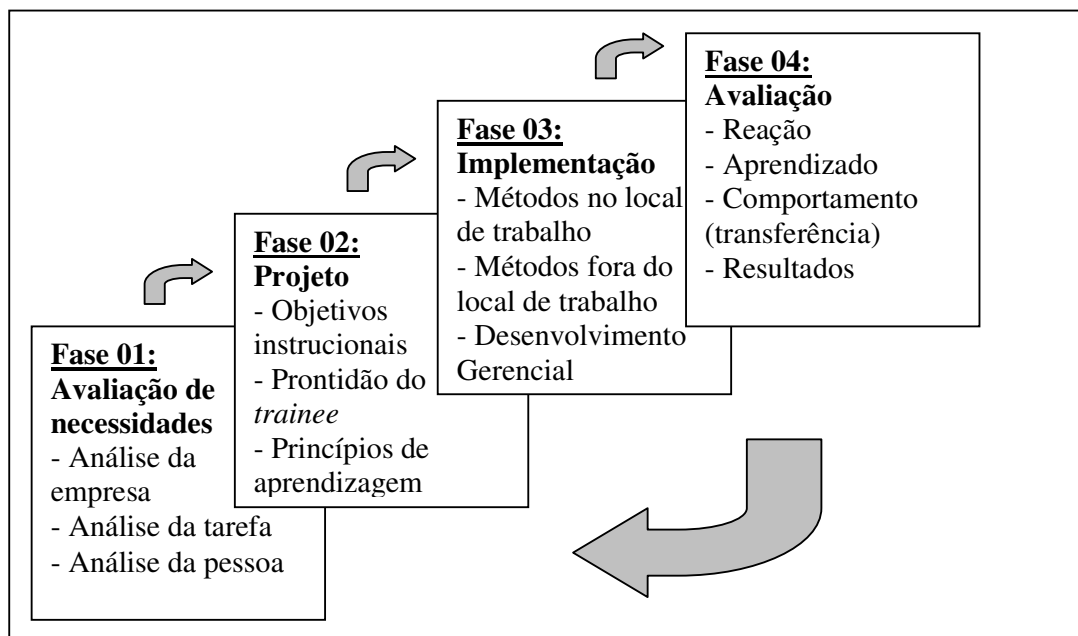 Fase 01:
Avaliação de
necessidades
- Análise da
empresa
- Análise da tarefa
- Análise da pessoa
Fase 02:
Projeto
- Objetivos
instrucionais
- Prontidão do
trainee
- Princípios de
aprendizagem
Fase 03:
Implementação
- Métodos no local
de trabalho
- Métodos fora do
local de trabalho
- Desenvolvimento
Gerencial
Fase 04:
Avaliação
- Reação
- Aprendizado
- Comportamento
(transferência)
- Resultados